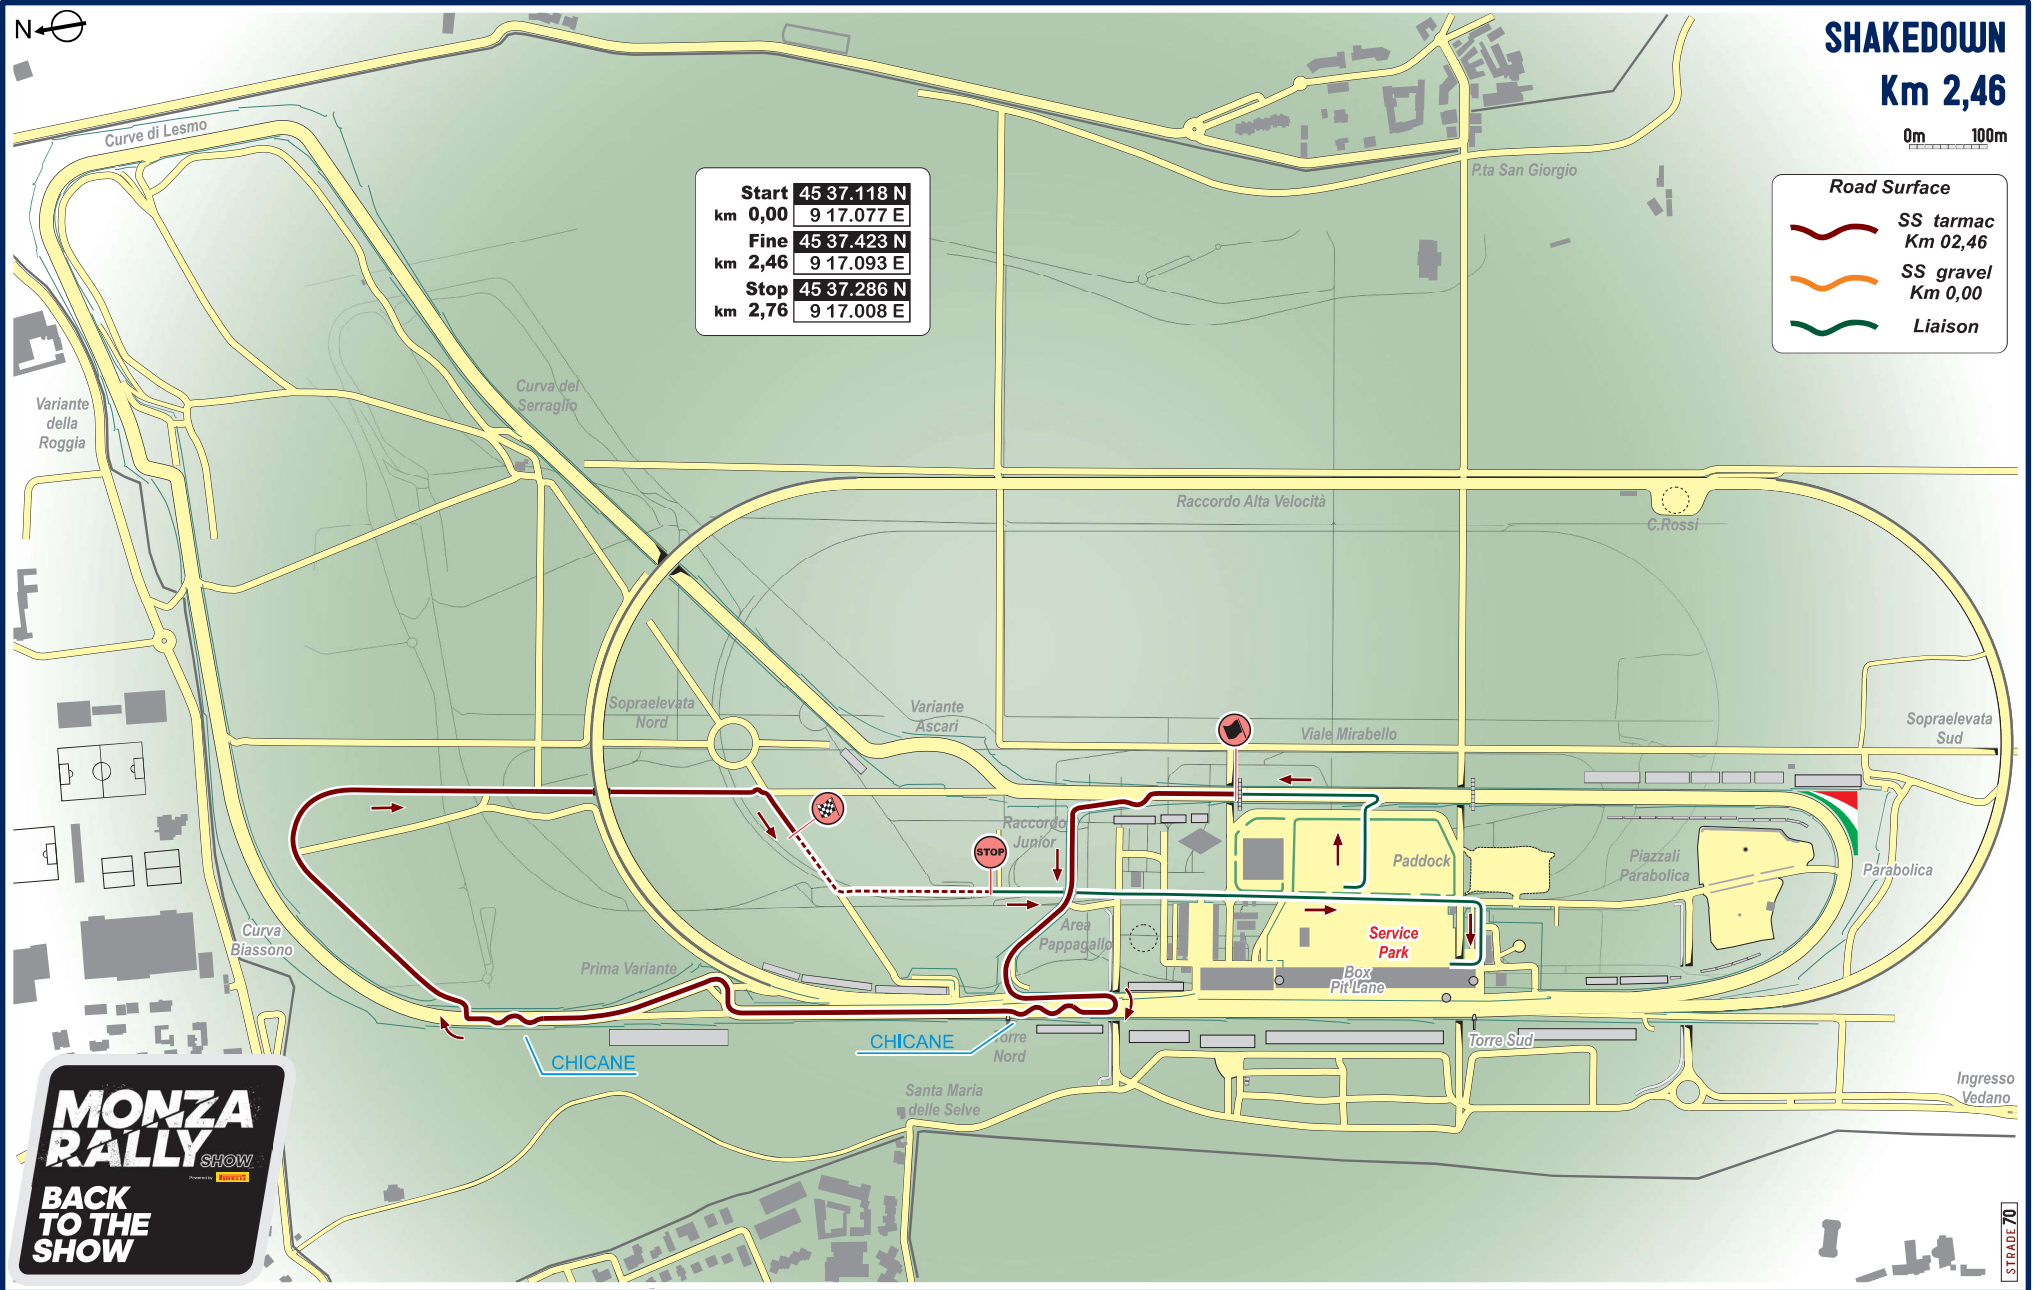 N
SHAKEDOWN
Km 2,46
0m 100m
Road Surface
SS tarmac
Km 02,46
SS gravel
Km 0,00
Liaison
Start 45 37.118 N
km 0,00 9 17.077 E
Fine 45 37.423 N
km 2,46 9 17.093 E
Stop 45 37.286 N
km 2,76 9 17.008 E
Curve di Lesmo
P.ta San Giorgio
Variante
della
Roggia
Curva del
Serraglio
Raccordo Alta Velocità
C.Rossi
Sopraelevata
Nord
Variante
Ascari
Viale Mirabello
Sopraelevata
Sud
Raccordo
Junior
STOP
Paddock
Piazzali
Parabolica
Parabolica
Curva
Biassono
Prima Variante
Area
Pappagallo
Service
Park
Box
Pit Lane
CHICANE
CHICANE
Torre
Nord
Torre Sud
Santa Maria
delle Selve
Ingresso
Vedano
MONZA
RALLY SHOW
Powered by PIRELLI
BACK
TO THE
SHOW
STRADE 70